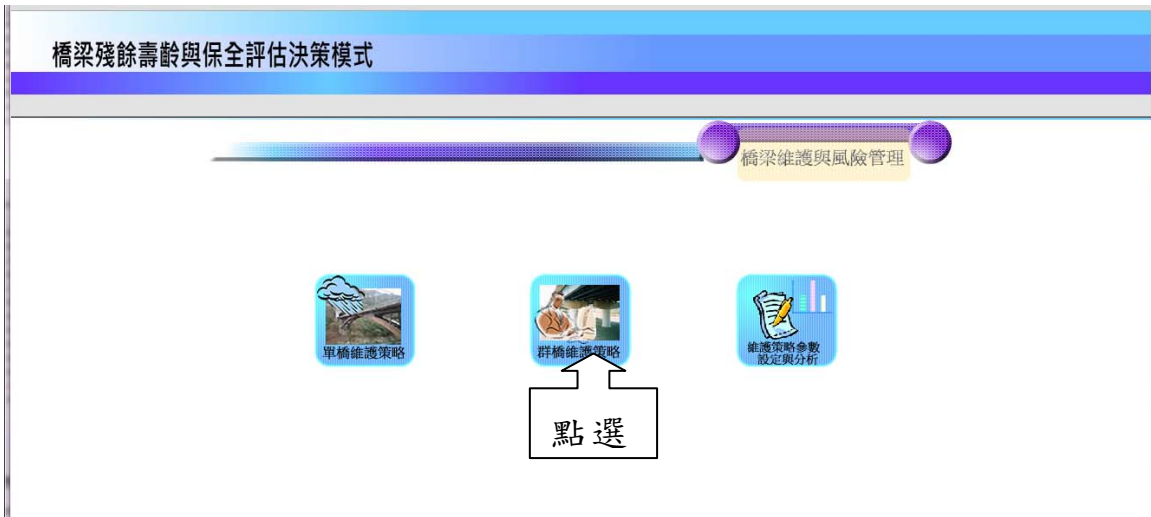 橋梁殘餘壽齡與保全評估決策模式
橋梁維護與風險管理
單橋維護策略
群橋維護策略
維護策略參數
設定與分析
點選